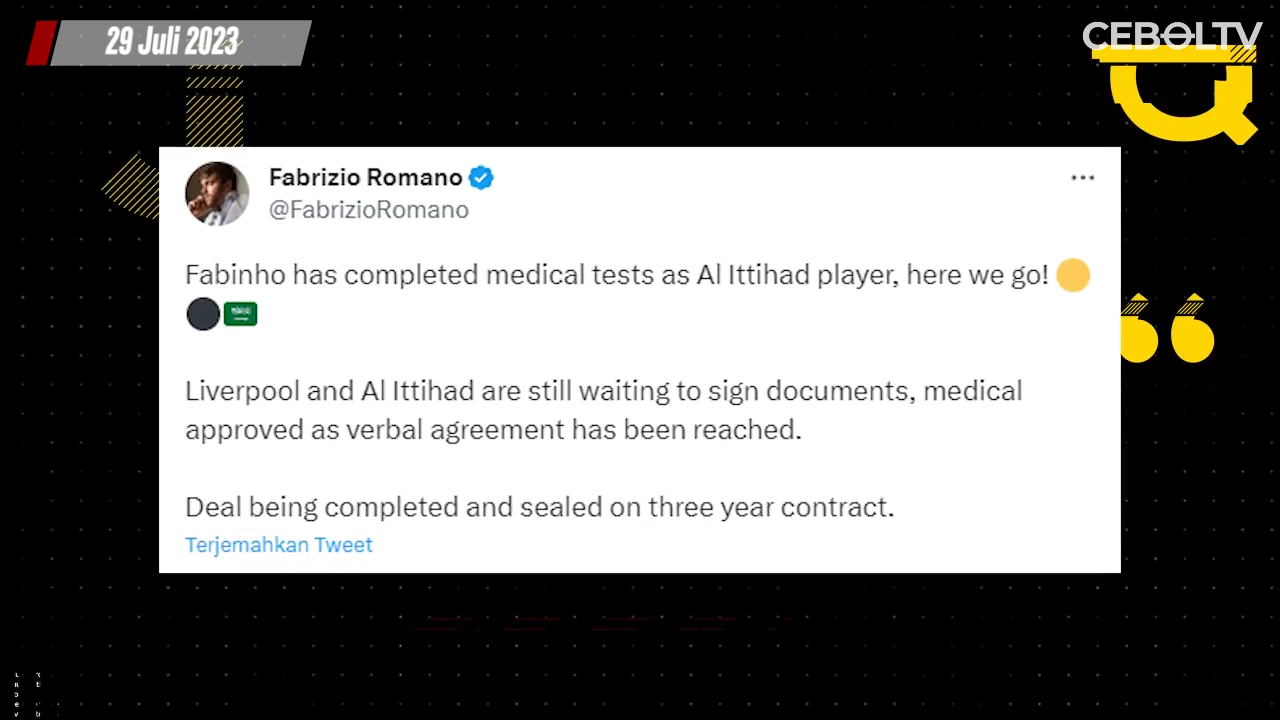 29 Juli 2023
CEBOLTV
Fabrizio Romano
@FabrizioRomano
Fabinho has completed medical tests as Al Ittihad player, here we go!
Liverpool and Al Ittihad are still waiting to sign documents, medical
approved as verbal agreement has been reached.
Deal being completed and sealed on three year contract.
Terjemahkan Tweet